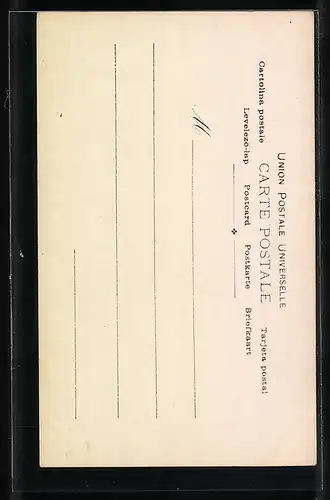 UNION POSTALE UNIVERSELLE
Cartolina postale CARTE POSTALE Tarjeta postal
Levelezo-lap Postcard Postkarte Briefkaart
M